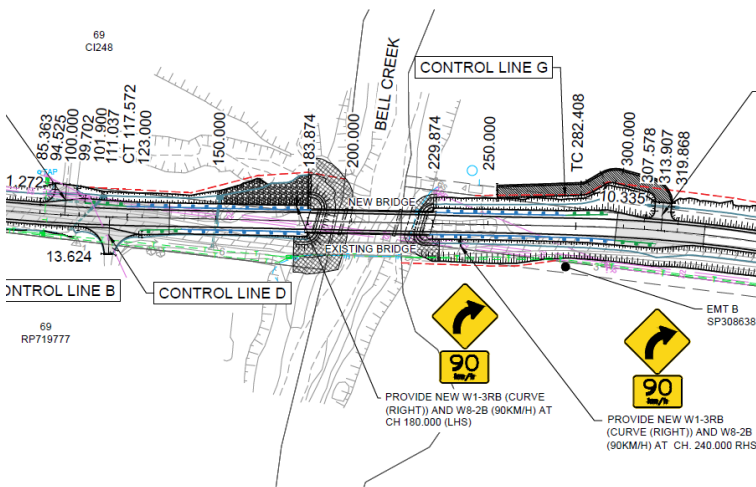 69
CI248
BELL CREEK
CONTROL LINE G
85.363
94.525
100.000
99.702
101.900
111.037
CT 117.572
123.000
150.000
183.874
200.000
229.874
250.000
TC 282.408
300.000
307.578
313.907
319.868
1.272
10.335
NEW BRIDGE
EXISTING BRIDGE
13.624
CONTROL LINE B
CONTROL LINE D
69
RP719777
EMT B
SP308638
90
km/h
90
km/h
PROVIDE NEW W1-3RB (CURVE
(RIGHT)) AND W8-2B (90KM/H) AT
CH 180.000 (LHS)
PROVIDE NEW W1-3RB
(CURVE (RIGHT)) AND W8-2B
(90KM/H) AT CH. 240.000 RHS